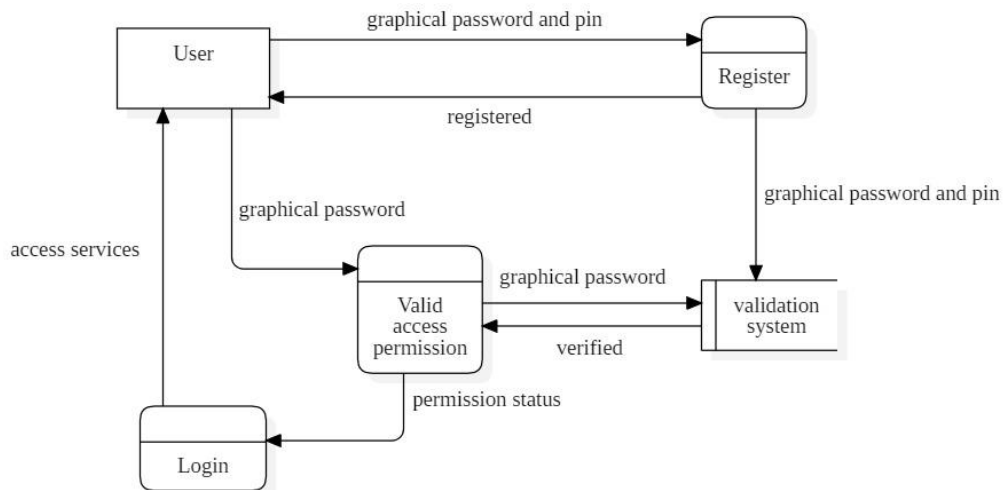 graphical password and pin
User
Register
registered
graphical password and pin
graphical password
access services
graphical password
Valid
access
permission
validation
system
verified
permission status
Login